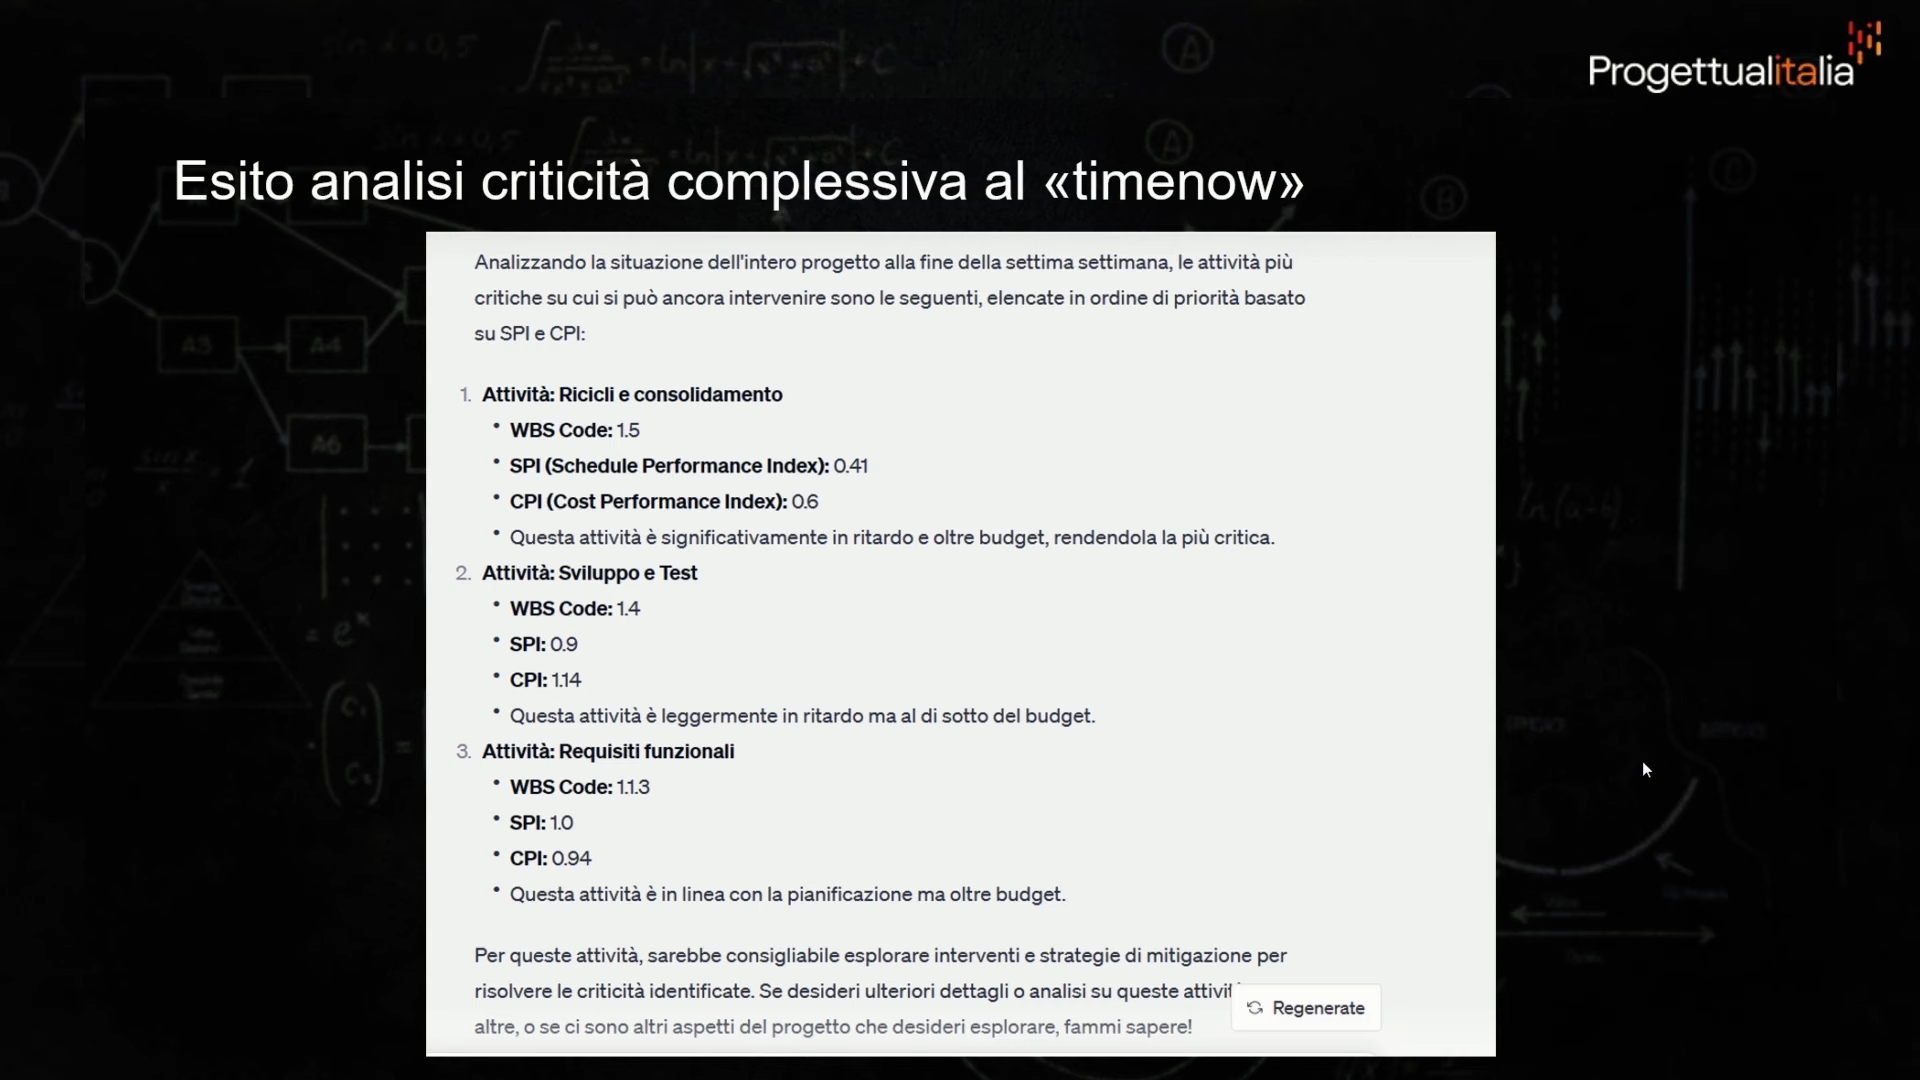 Progettualitalia
Esito analisi criticità complessiva al «timenow»
Analizzando la situazione dell'intero progetto alla fine della settima settimana, le attività più
critiche su cui si può ancora intervenire sono le seguenti, elencate in ordine di priorità basato
su SPI e CPI:
1. Attività: Ricicli e consolidamento
• WBS Code: 1.5
• SPI (Schedule Performance Index): 0.41
• CPI (Cost Performance Index): 0.6
• Questa attività è significativamente in ritardo e oltre budget, rendendola la più critica.
2. Attività: Sviluppo e Test
• WBS Code: 1.4
• SPI: 0.9
• CPI: 1.14
• Questa attività è leggermente in ritardo ma al di sotto del budget.
3. Attività: Requisiti funzionali
• WBS Code: 1.1.3
• SPI: 1.0
• CPI: 0.94
• Questa attività è in linea con la pianificazione ma oltre budget.
Per queste attività, sarebbe consigliabile esplorare interventi e strategie di mitigazione per
risolvere le criticità identificate. Se desideri ulteriori dettagli o analisi su queste
altre, o se ci sono altri aspetti del progetto che desideri esplorare, fammi sapere!
Regenerate
A3
A4
A6